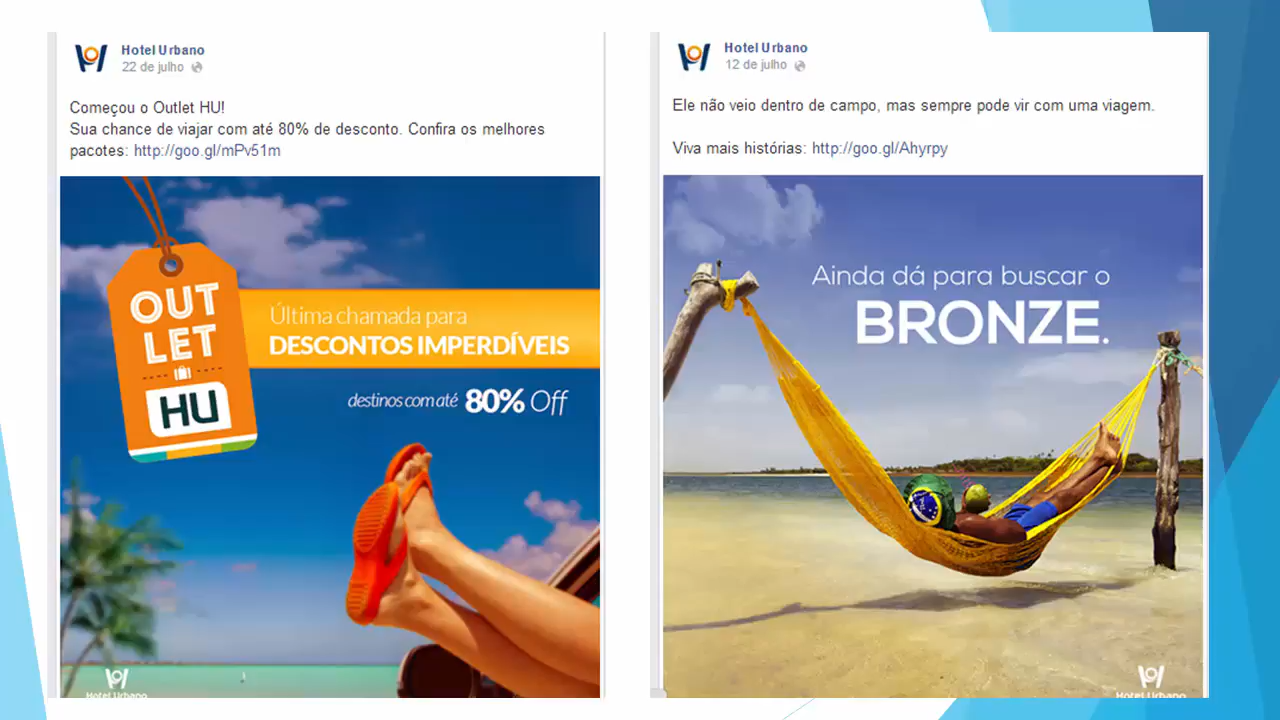 Hotel Urbano
22 de julho
Começou o Outlet HU!
Sua chance de viajar com até 80% de desconto. Confira os melhores
pacotes: http://goo.gl/mPv51m
OUT
LET
HU
Última chamada para
DESCONTOS IMPERDÍVEIS
destinos com até 80% Off
Hotel Urbano
Hotel Urbano
12 de julho
Ele não veio dentro de campo, mas sempre pode vir com uma viagem.
Viva mais histórias: http://goo.gl/Ahyrpy
Ainda dá para buscar o
BRONZE.
Hotel Urbano